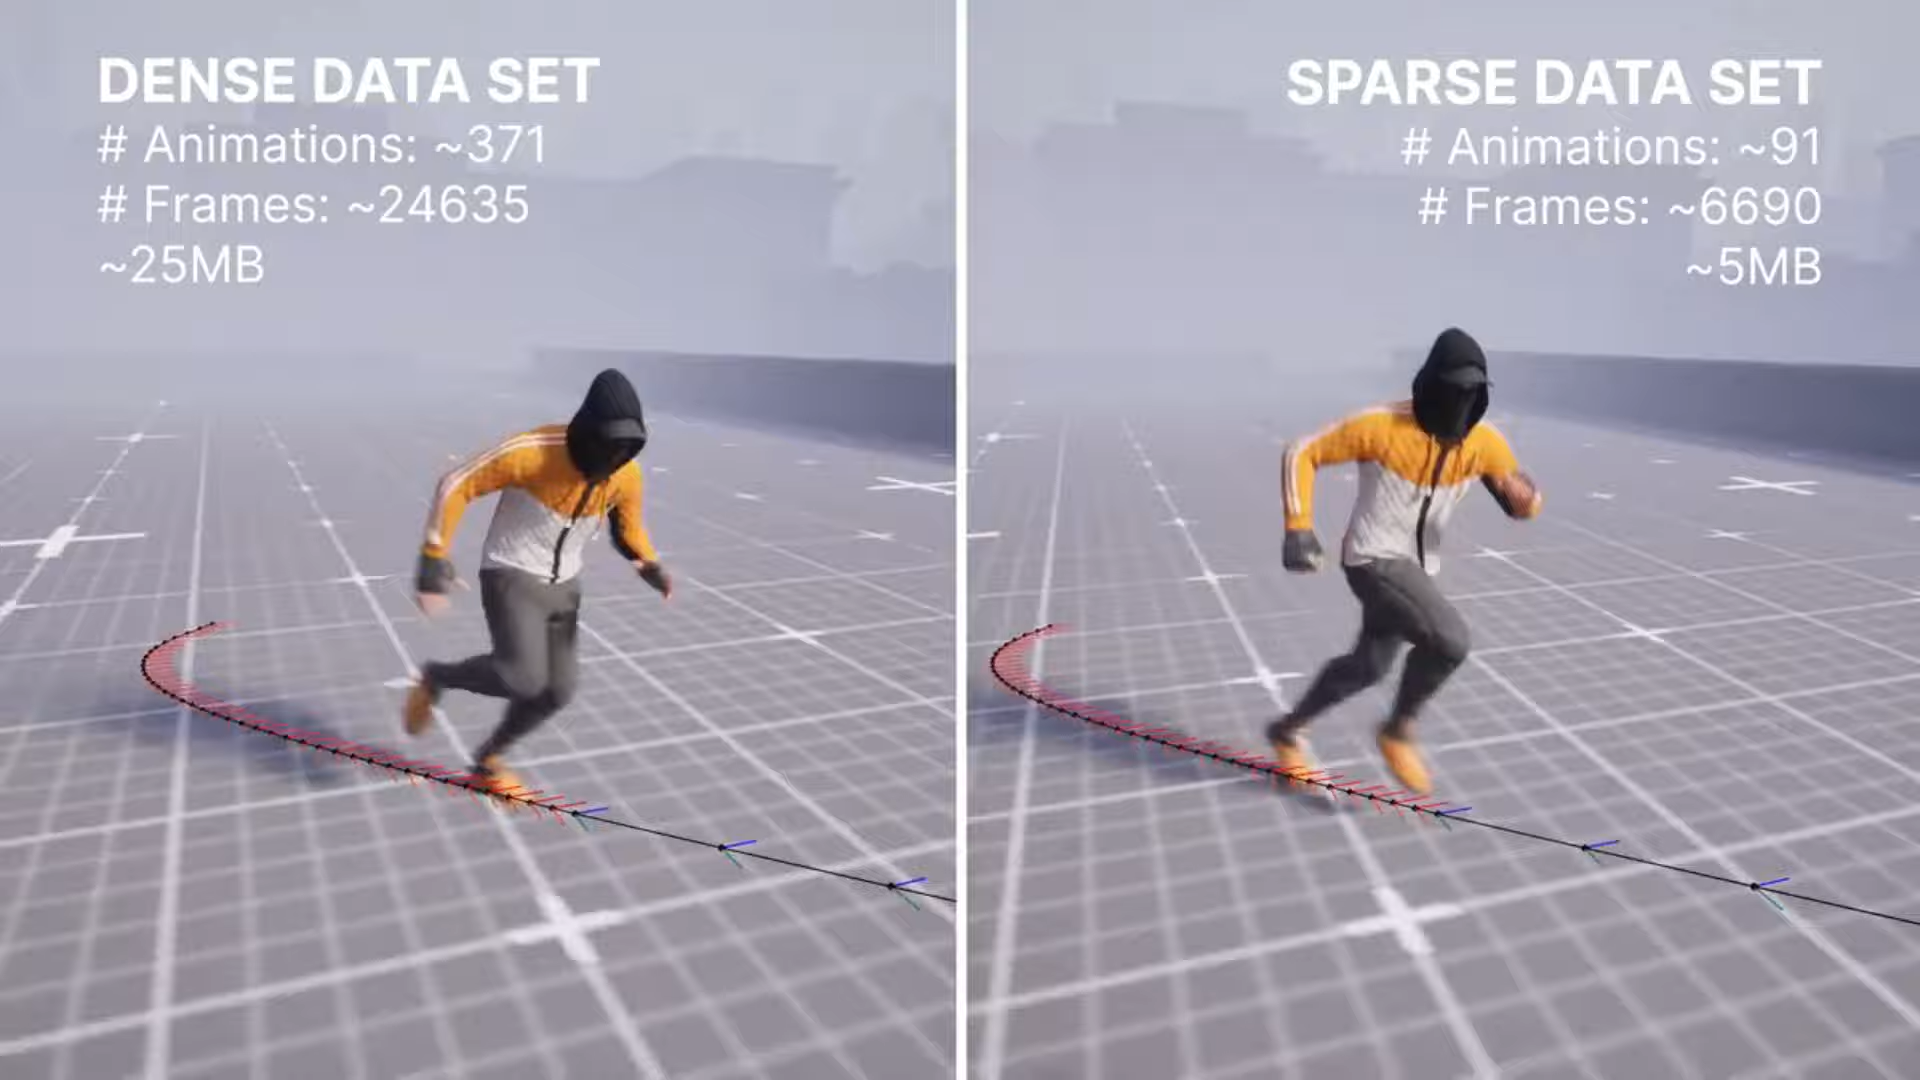 DENSE DATA SET
# Animations: ~371
# Frames: ~24635
~25MB
SPARSE DATA SET
# Animations: ~91
# Frames: ~6690
~5MB